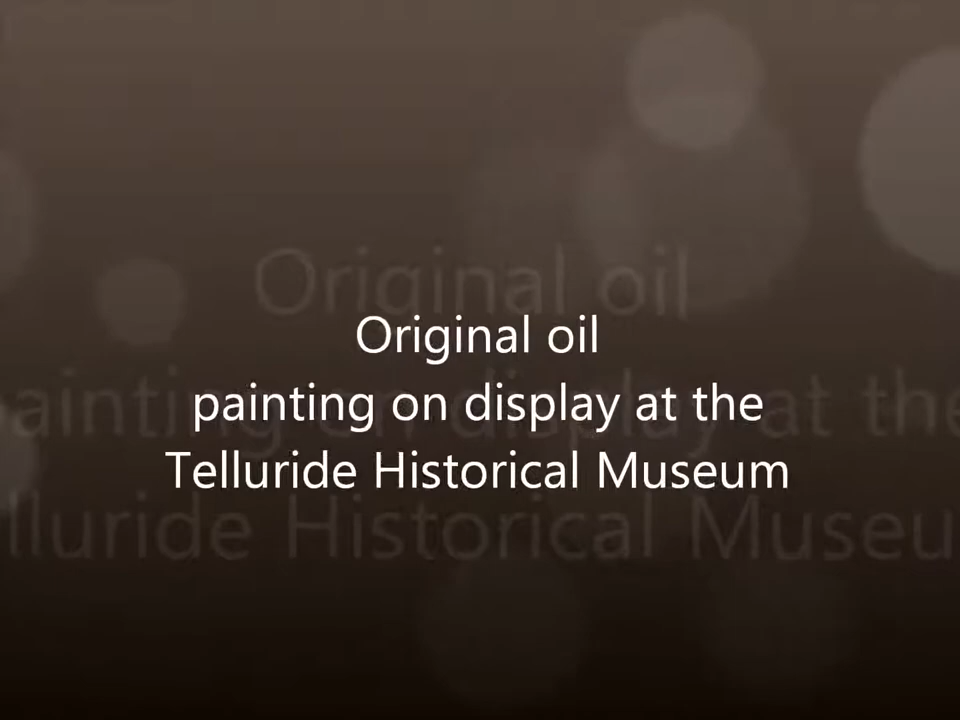 Original oil
painting on display at the
Telluride Historical Museum